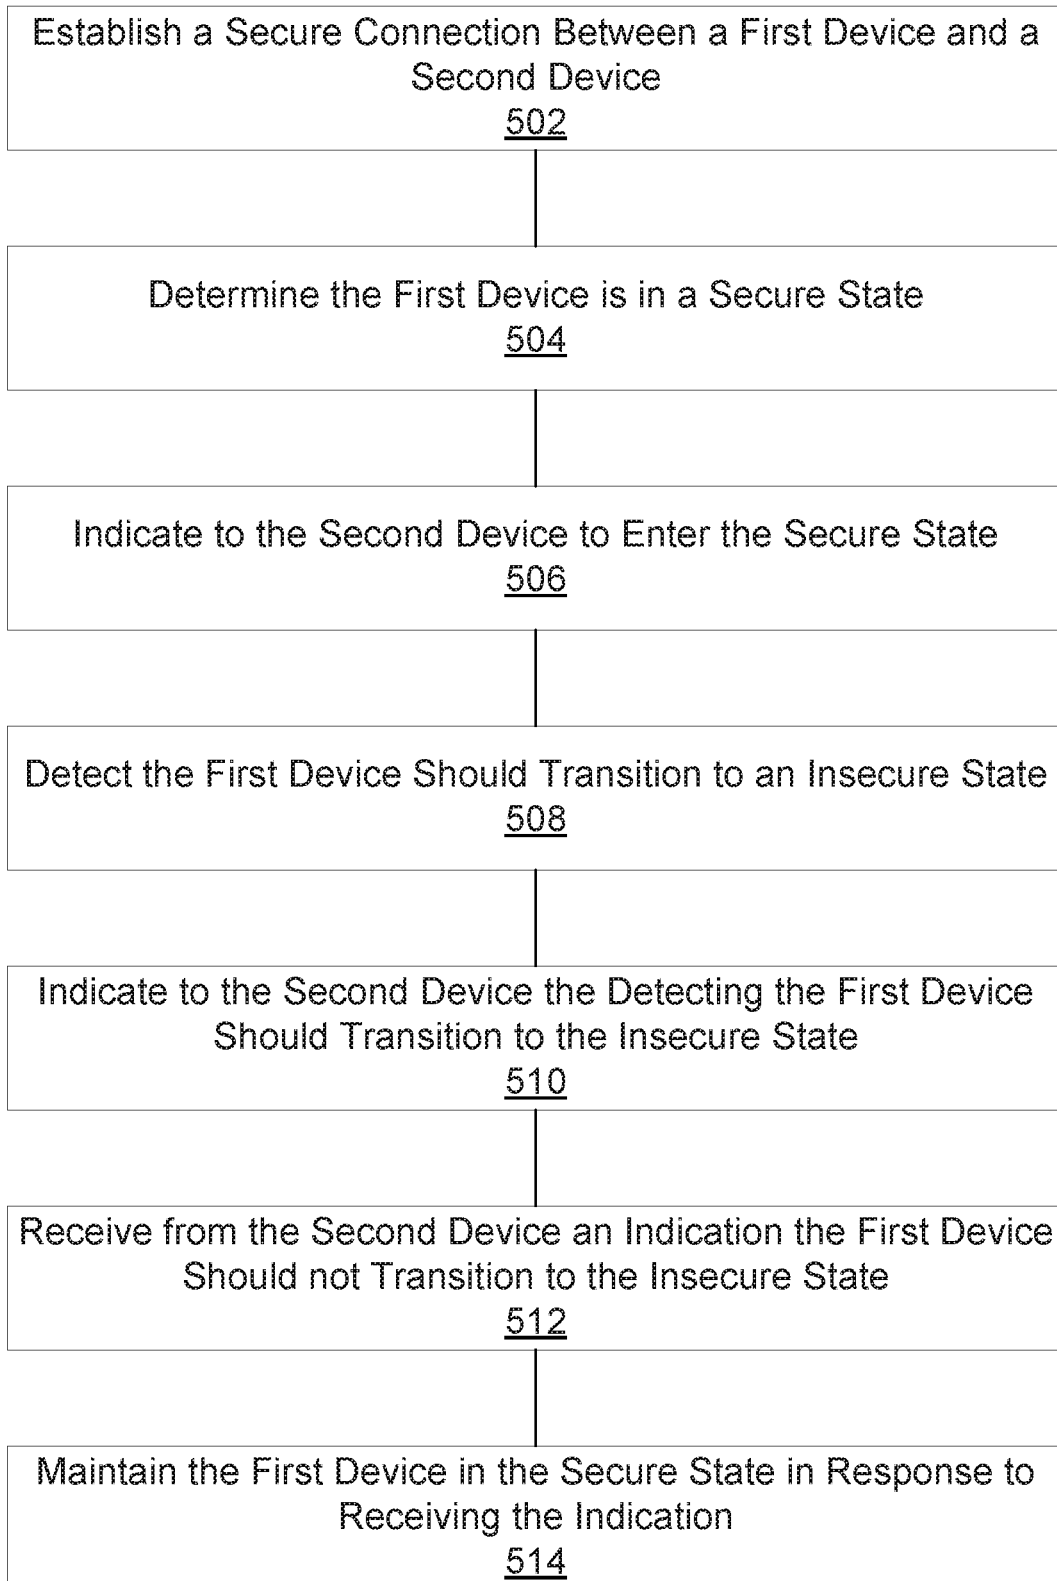 Establish a Secure Connection Between a First Device and a
Second Device
502
Determine the First Device is in a Secure State
504
Indicate to the Second Device to Enter the Secure State
506
Detect the First Device Should Transition to an Insecure State
508
Indicate to the Second Device the Detecting the First Device
Should Transition to the Insecure State
510
Receive from the Second Device an Indication the First Device
Should not Transition to the Insecure State
512
Maintain the First Device in the Secure State in Response to
Receiving the Indication
514